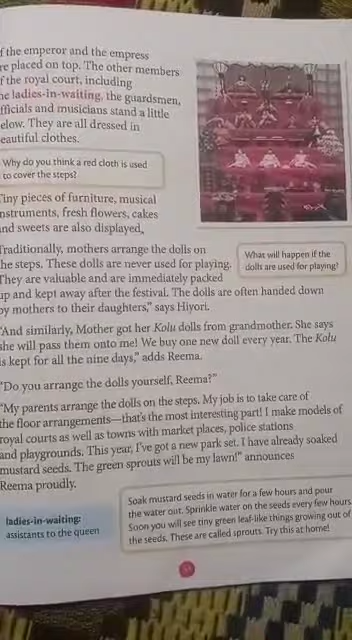 f the emperor and the empress
re placed on top. The other members
f the royal court, including
he ladies-in-waiting, the guardsmen,
fficials and musicians stand a little
elow. They are all dressed in
eautiful clothes.
Why do you think a red cloth is used
to cover the steps?
Tiny pieces of furniture, musical
nstruments, fresh flowers, cakes
and sweets are also displayed.
Traditionally, mothers arrange the dolls on
he steps. These dolls are never used for playing.
They are valuable and are immediately packed
up and kept away after the festival. The dolls are often handed down
by mothers to their daughters," says Hiyori.
What will happen if the
dolls are used for playing?
"And similarly, Mother got her Kolu dolls from grandmother. She says
she will pass them onto me! We buy one new doll every year. The Kolu
is kept for all the nine days," adds Reema.
"Do you arrange the dolls yourself, Reema?"
"My parents arrange the dolls on the steps. My job is to take care of
the floor arrangements—that's the most interesting part! I make models of
royal courts as well as towns with market places, police stations
and playgrounds. This year, I've got a new park set. I have already soaked
mustard seeds. The green sprouts will be my lawn!" announces
Reema proudly.
ladies-in-waiting:
assistants to the queen
Soak mustard seeds in water for a few hours and pour
the water out. Sprinkle water on the seeds every few hours.
Soon you will see tiny green leaf-like things growing out of
the seeds. These are called sprouts. Try this at home!